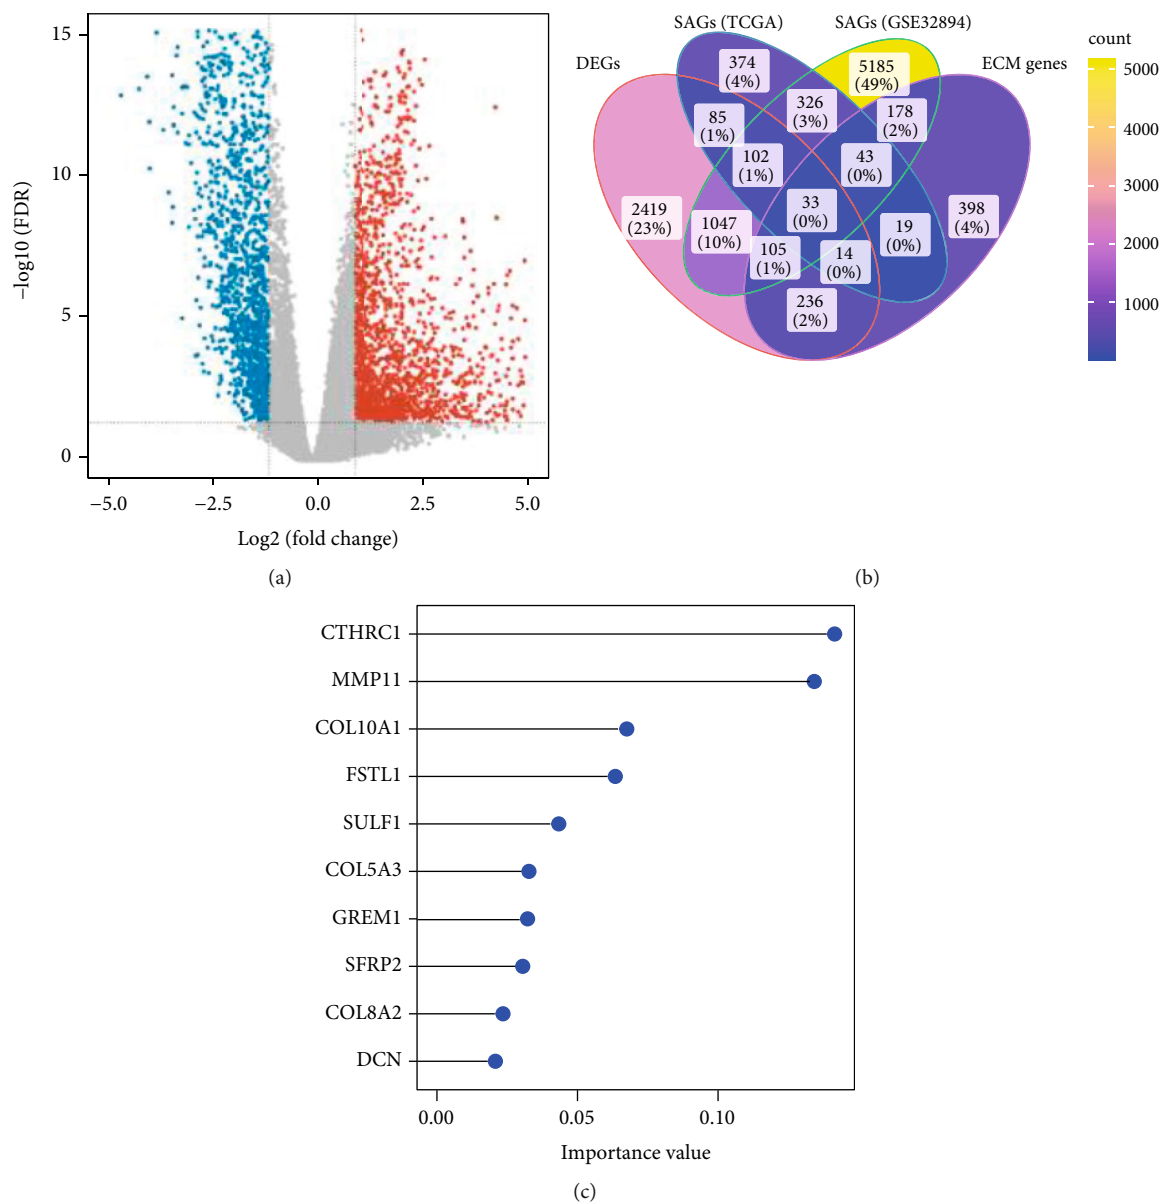 15
10
5
0
−log10 (FDR)
−5.0
−2.5
0.0
2.5
5.0
Log2 (fold change)
(a)
SAGs (TCGA)
SAGs (GSE32894)
DEGs
ECM genes
374
(4%)
5185
(49%)
85
(1%)
326
(3%)
178
(2%)
102
(1%)
43
(0%)
2419
(23%)
1047
(10%)
33
(0%)
19
(0%)
398
(4%)
105
(1%)
14
(0%)
236
(2%)
count
5000
4000
3000
2000
1000
(b)
CTHRC1
MMP11
COL10A1
FSTL1
SULF1
COL5A3
GREM1
SFRP2
COL8A2
DCN
0.00
0.05
0.10
Importance value
(c)